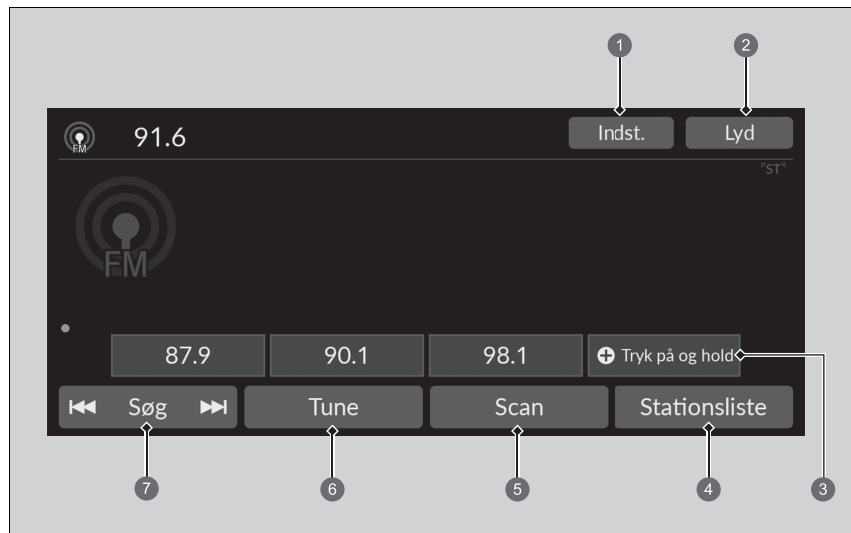 1 2
FM 91.6 Indst. Lyd
"ST"
FM
87.9 90.1 98.1 Tryk på og hold
Søg Tune Scan Stationsliste
7 6 5 4 3